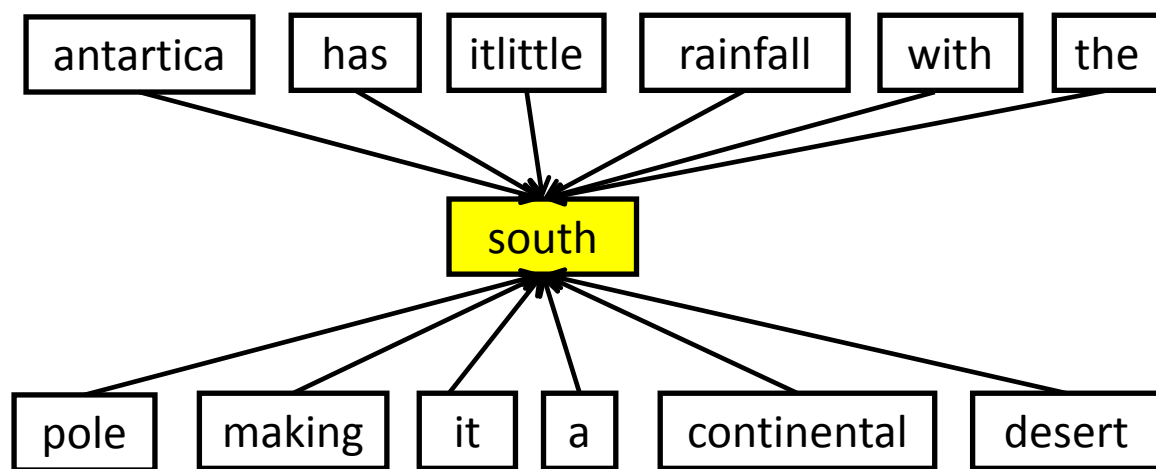 antartica has itlittle rainfall with the
south
pole making it a continental desert